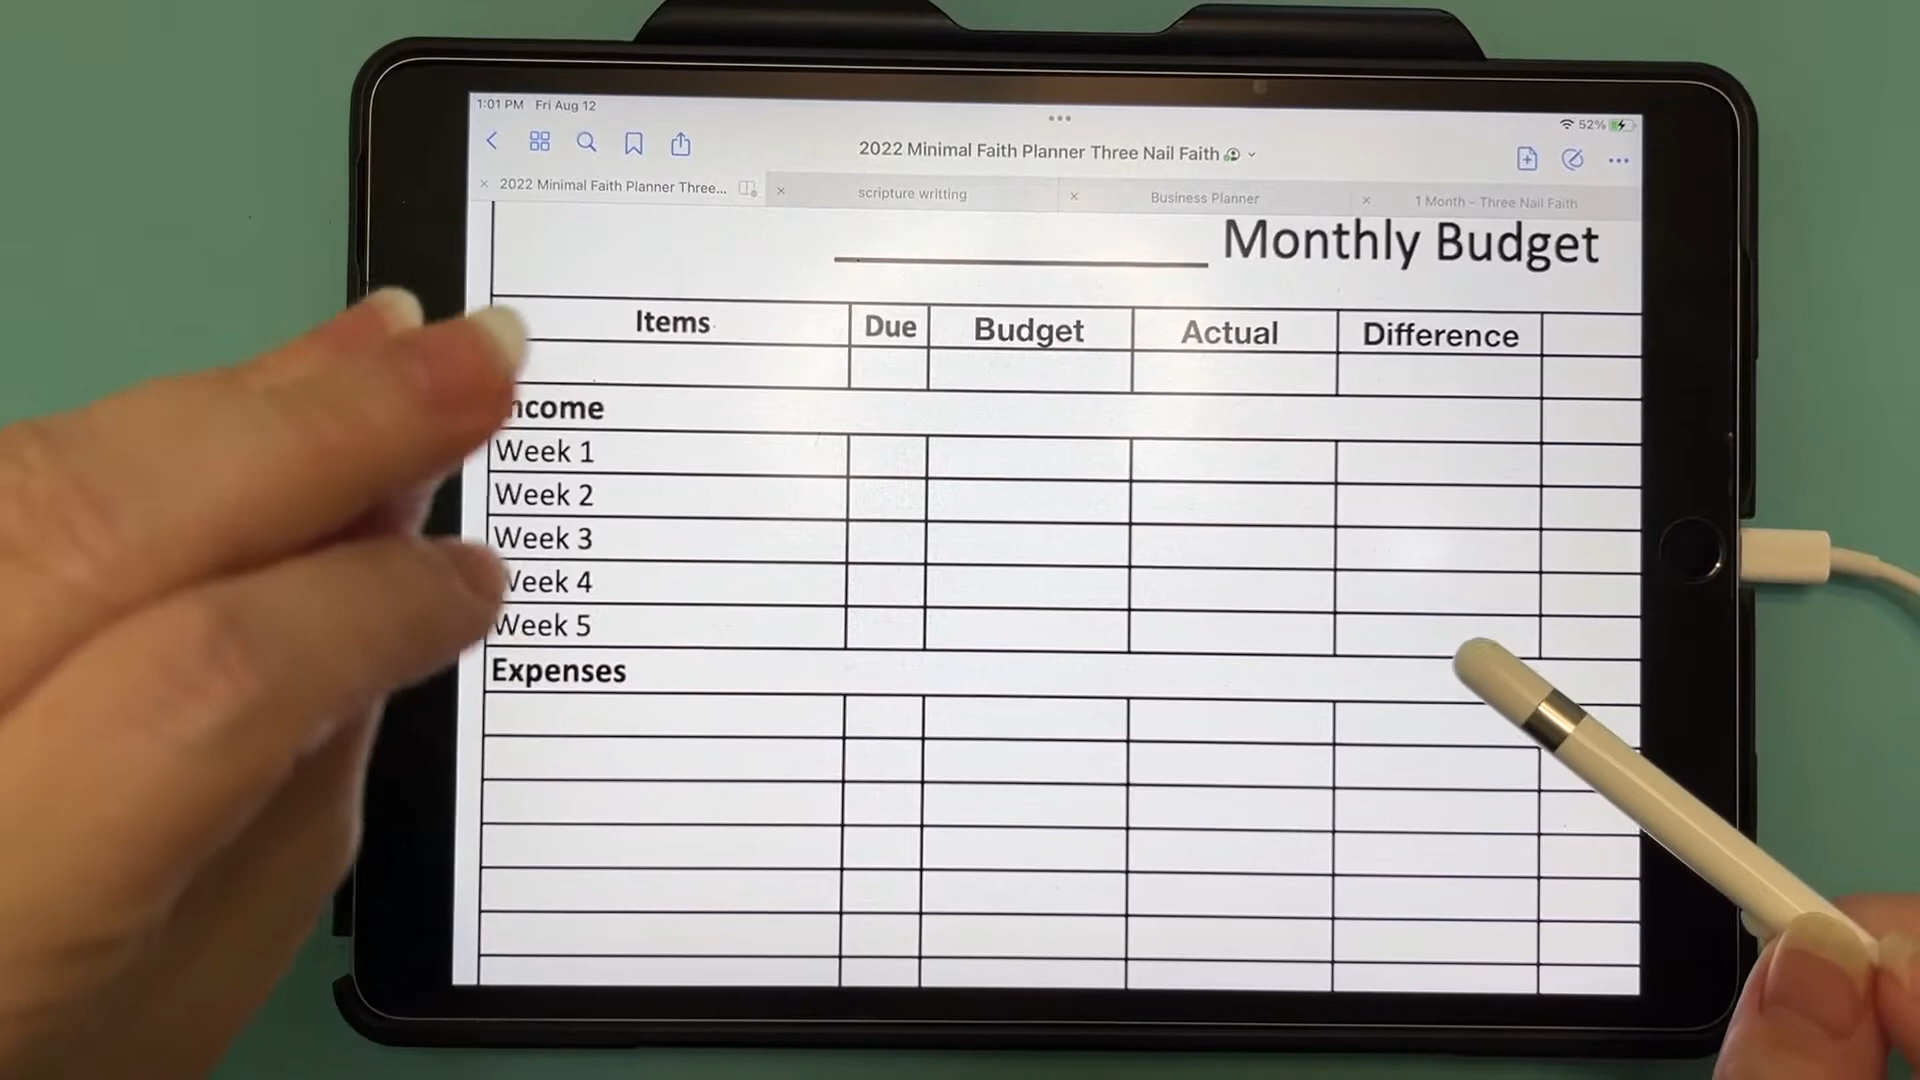 1:01 PM Fri Aug 12
52%
2022 Minimal Faith Planner Three Nail Faith
2022 Minimal Faith Planner Three...
scripture writting
Business Planner
1 Month - Three Nail Faith
Monthly Budget
Items Due Budget Actual Difference
ncome
Week 1
Week 2
Week 3
Week 4
Week 5
Expenses